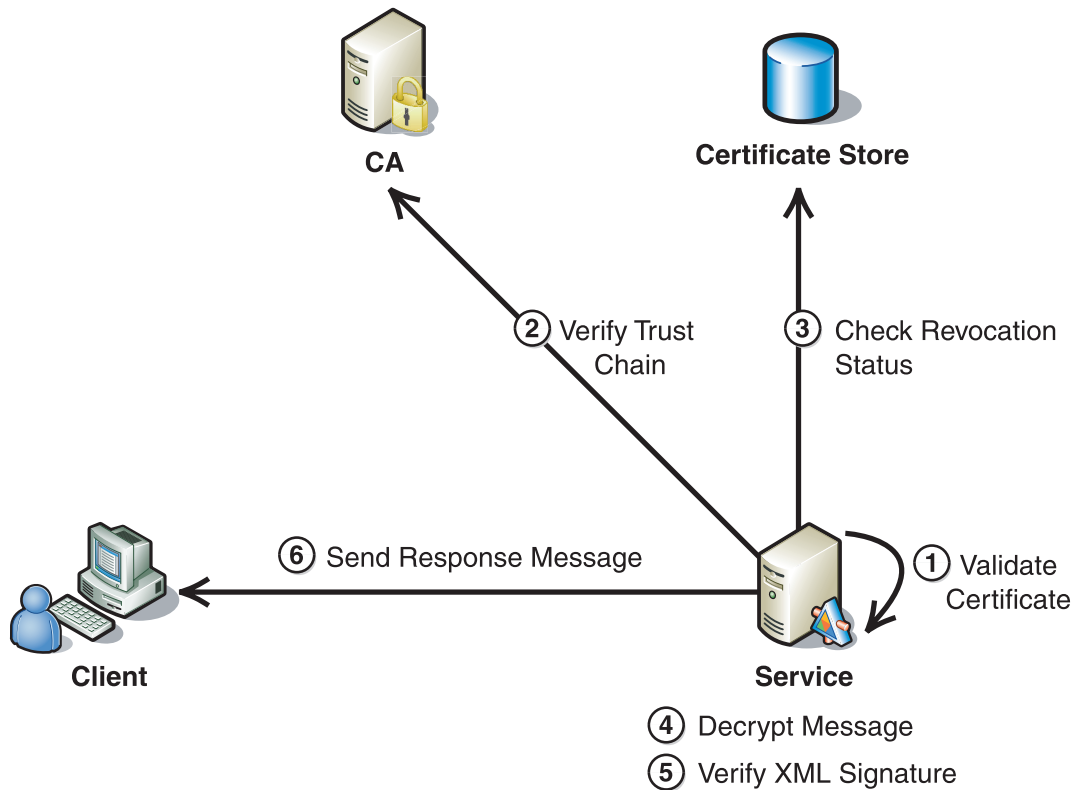 CA
Certificate Store
2 Verify Trust
Chain
3 Check Revocation
Status
6 Send Response Message
1 Validate
Certificate
Client
Service
4 Decrypt Message
5 Verify XML Signature